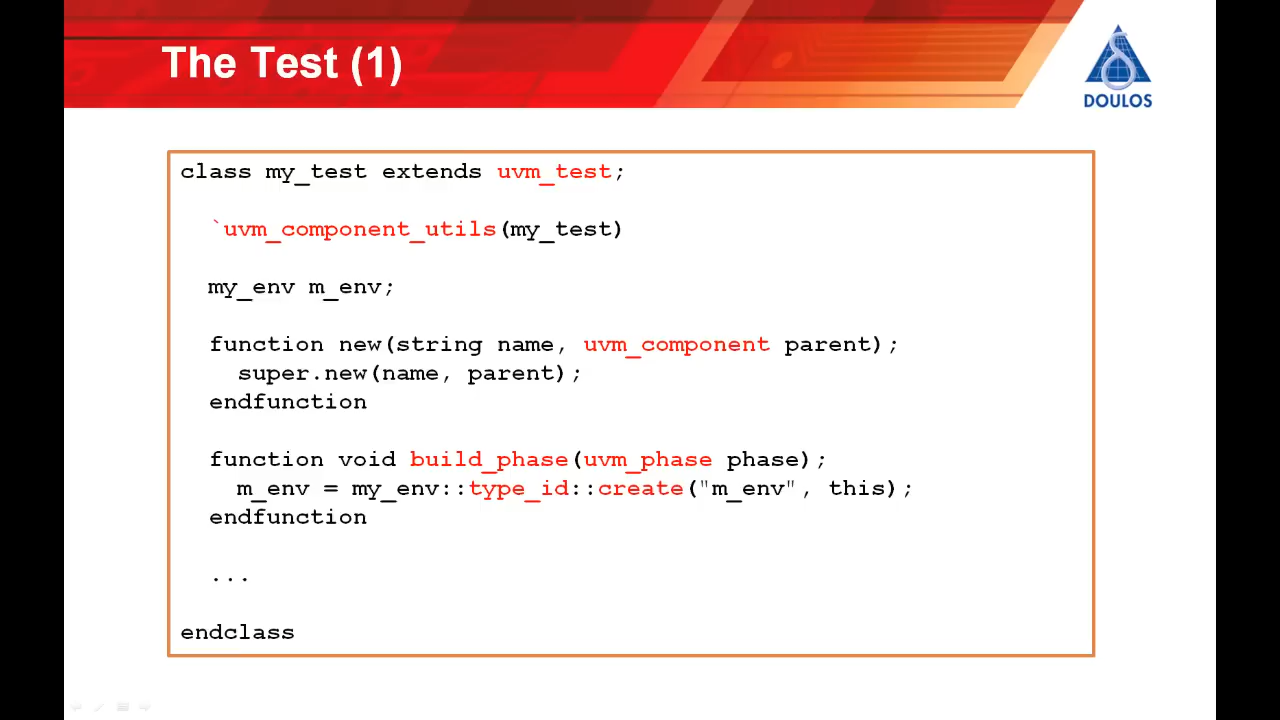 The Test (1)
DOULOS
class my_test extends uvm_test;
`uvm_component_utils(my_test)
my_env m_env;
function new(string name, uvm_component parent);
super.new(name, parent);
endfunction
function void build_phase(uvm_phase phase);
m_env = my_env::type_id::create("m_env", this);
endfunction
...
endclass